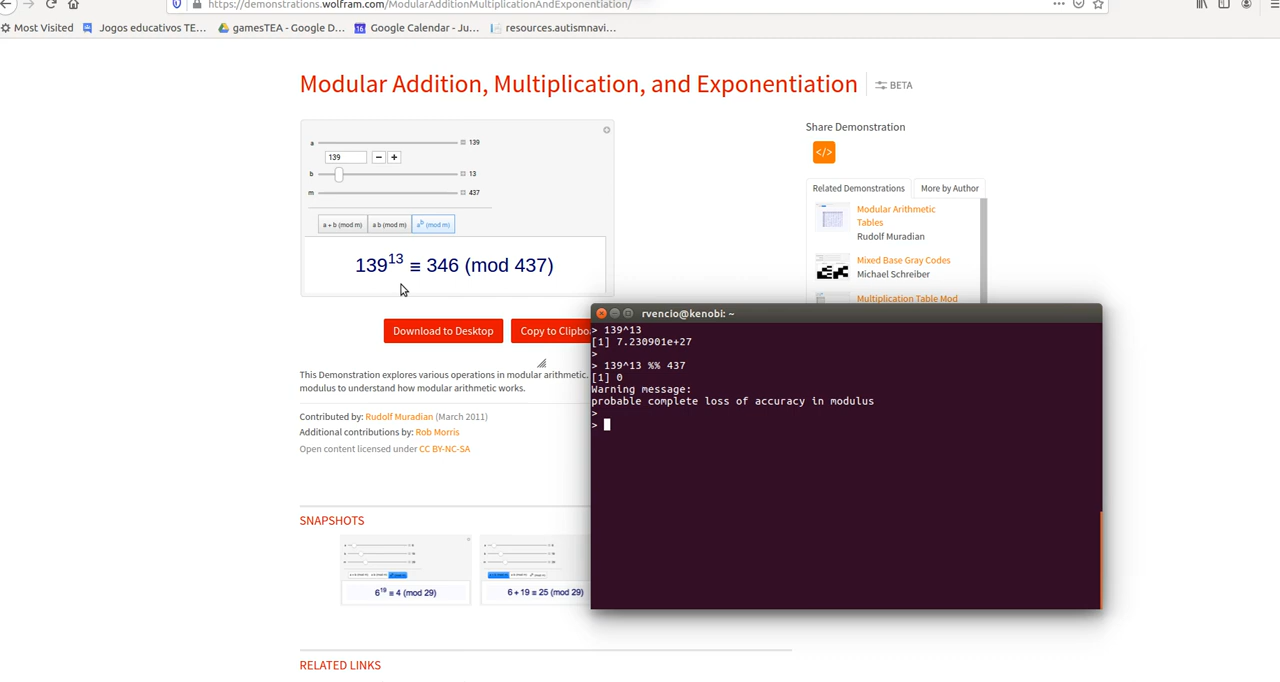 https://demonstrations.wolfram.com/ModularAdditionMultiplicationAndExponentiation/
Most Visited
Jogos educativos TE...
gamesTEA - Google D...
Google Calendar - Ju...
resources.autismnavi...
Modular Addition, Multiplication, and Exponentiation
BETA
a 139
139 − +
b 13
m 437
a + b (mod m) a b (mod m) a^b (mod m)
139^13 ≡ 346 (mod 437)
Download to Desktop
Copy to Clipbo
This Demonstration explores various operations in modular arithmetic.
modulus to understand how modular arithmetic works.
Contributed by: Rudolf Muradian (March 2011)
Additional contributions by: Rob Morris
Open content licensed under CC BY-NC-SA
SNAPSHOTS
6^19 ≡ 4 (mod 29)
6 + 19 ≡ 25 (mod 29)
RELATED LINKS
Share Demonstration
</>
Related Demonstrations
More by Author
Modular Arithmetic
Tables
Rudolf Muradian
Mixed Base Gray Codes
Michael Schreiber
Multiplication Table Mod
rvencio@kenobi: ~
> 139^13
[1] 7.230901e+27
>
> 139^13 %% 437
[1] 0
Warning message:
probable complete loss of accuracy in modulus
>
>